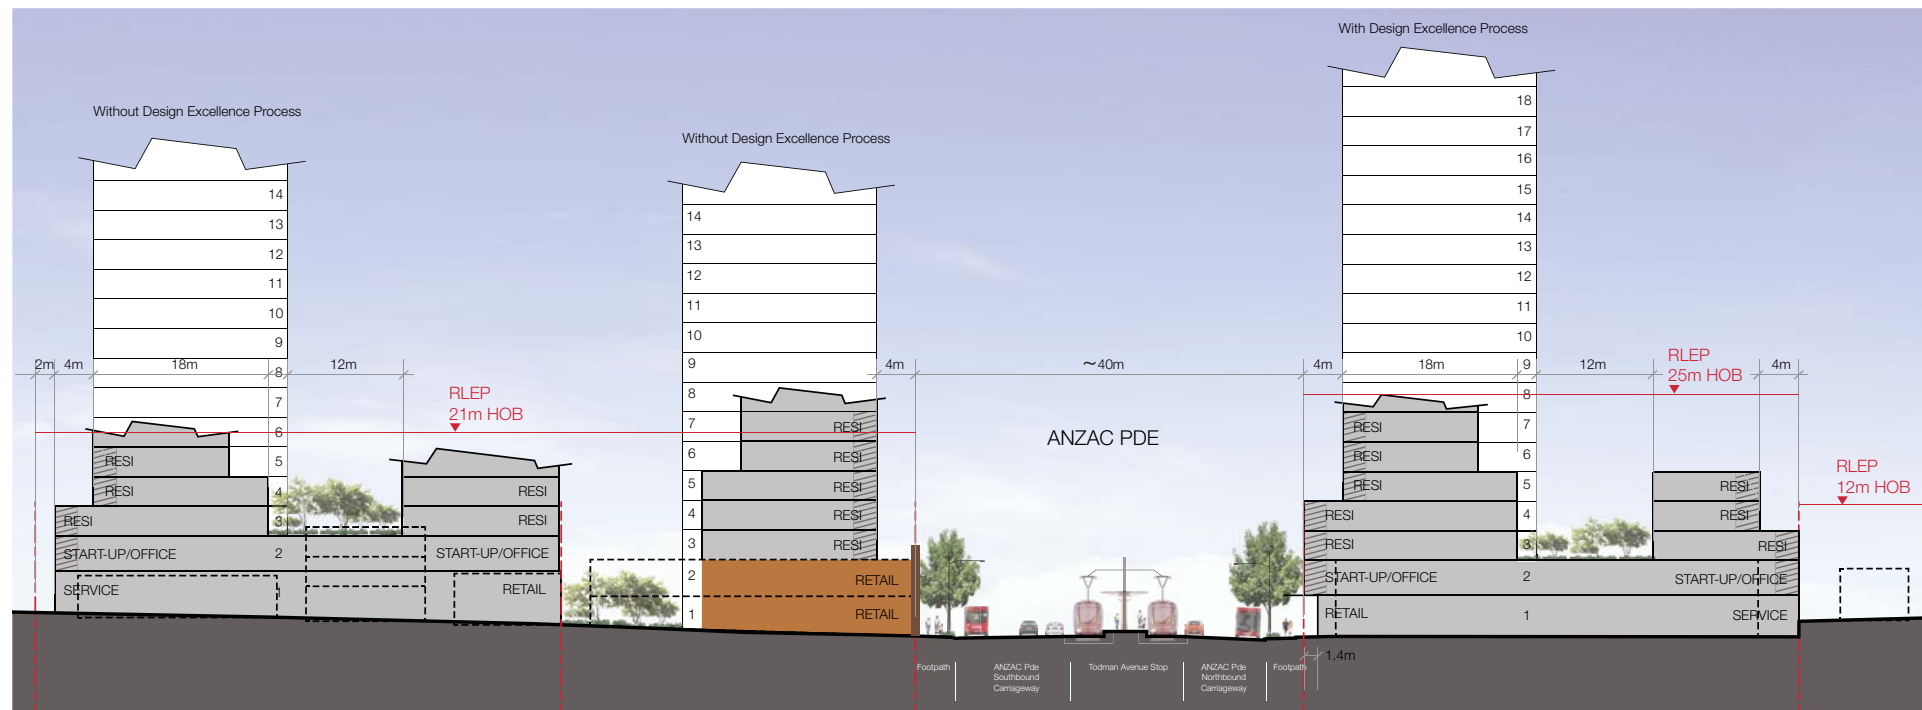 With Design Excellence Process
Without Design Excellence Process
Without Design Excellence Process
14
13
12
11
10
9
8
7
6
5
4
3
2
1
2m
4m
18m
12m
RLEP
21m HOB
RESI
RESI
RESI
START-UP/OFFICE
SERVICE
RESI
RESI
START-UP/OFFICE
RETAIL
14
13
12
11
10
9
8
7
6
5
4
3
2
1
RESI
RESI
RESI
RESI
RESI
RETAIL
RETAIL
4m
~40m
ANZAC PDE
4m
18m
12m
4m
18
17
16
15
14
13
12
11
10
9
8
7
6
5
4
3
2
1
RLEP
25m HOB
RLEP
12m HOB
RESI
RESI
RESI
RESI
RESI
START-UP/OFFICE
RETAIL
RESI
RESI
RESI
START-UP/OFFICE
SERVICE
1.4m
Footpath
ANZAC Pde
Southbound
Carriageway
Todman Avenue Stop
ANZAC Pde
Northbound
Carriageway
Footpath